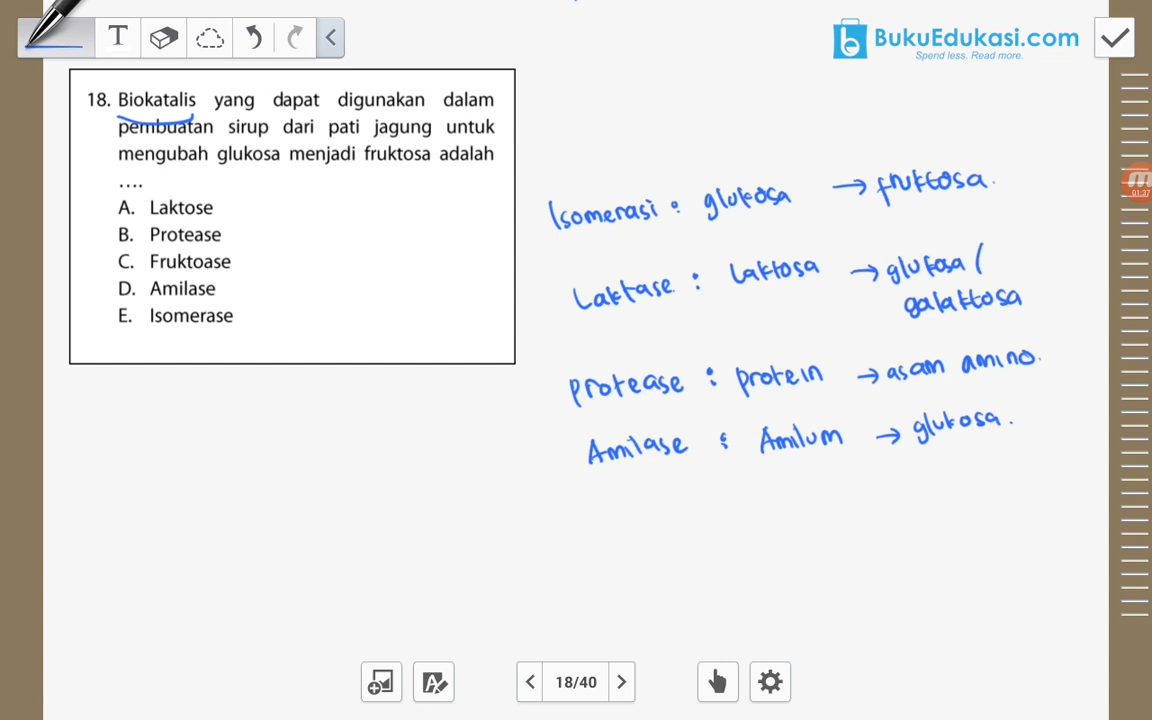 T
BukuEdukasi.com
Spend less. Read more.
18. Biokatalis yang dapat digunakan dalam
pembuatan sirup dari pati jagung untuk
mengubah glukosa menjadi fruktosa adalah
....
A. Laktose
B. Protease
C. Fruktoase
D. Amilase
E. Isomerase
Isomerasi : glukosa → fruktosa.
Laktase : Laktosa → glukosa (
galaktosa
Protease : protein → asam amino.
Amilase : Amilum → glukosa.
01:37
18/40